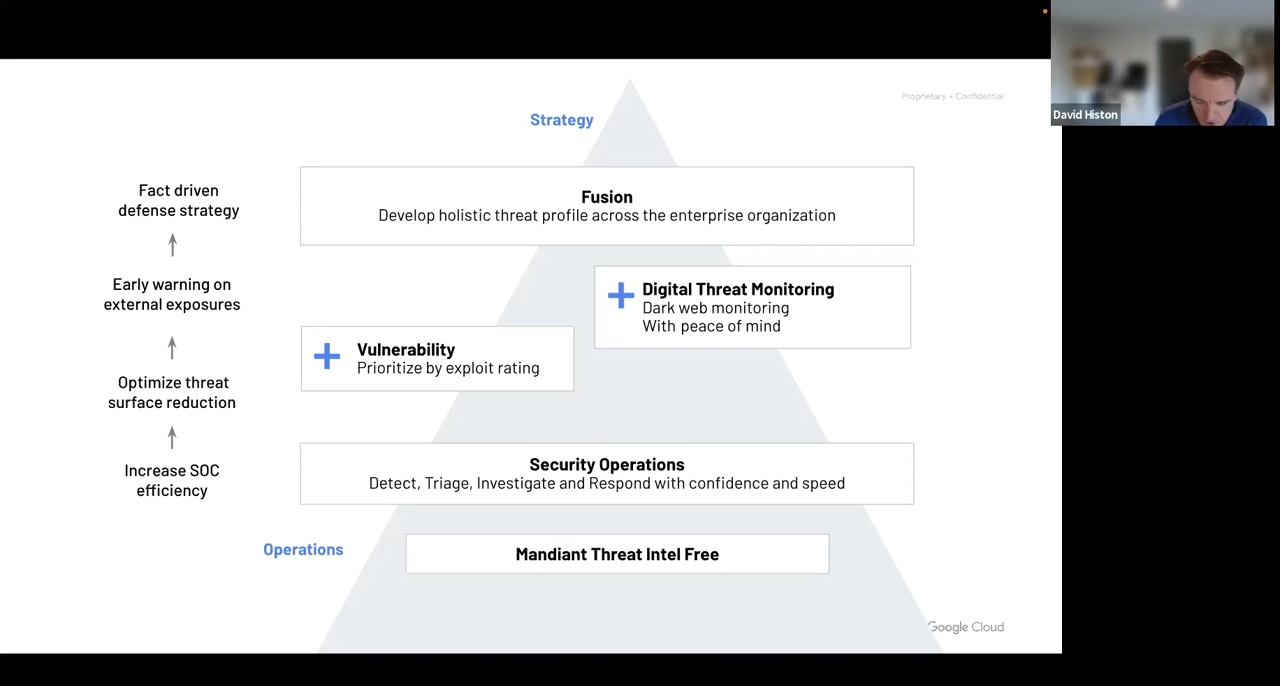 David Histon
Proprietary + Confidential
Strategy
Fact driven
defense strategy
Fusion
Develop holistic threat profile across the enterprise organization
Early warning on
external exposures
Digital Threat Monitoring
Dark web monitoring
With peace of mind
Vulnerability
Prioritize by exploit rating
Optimize threat
surface reduction
Increase SOC
efficiency
Security Operations
Detect, Triage, Investigate and Respond with confidence and speed
Operations
Mandiant Threat Intel Free
Google Cloud